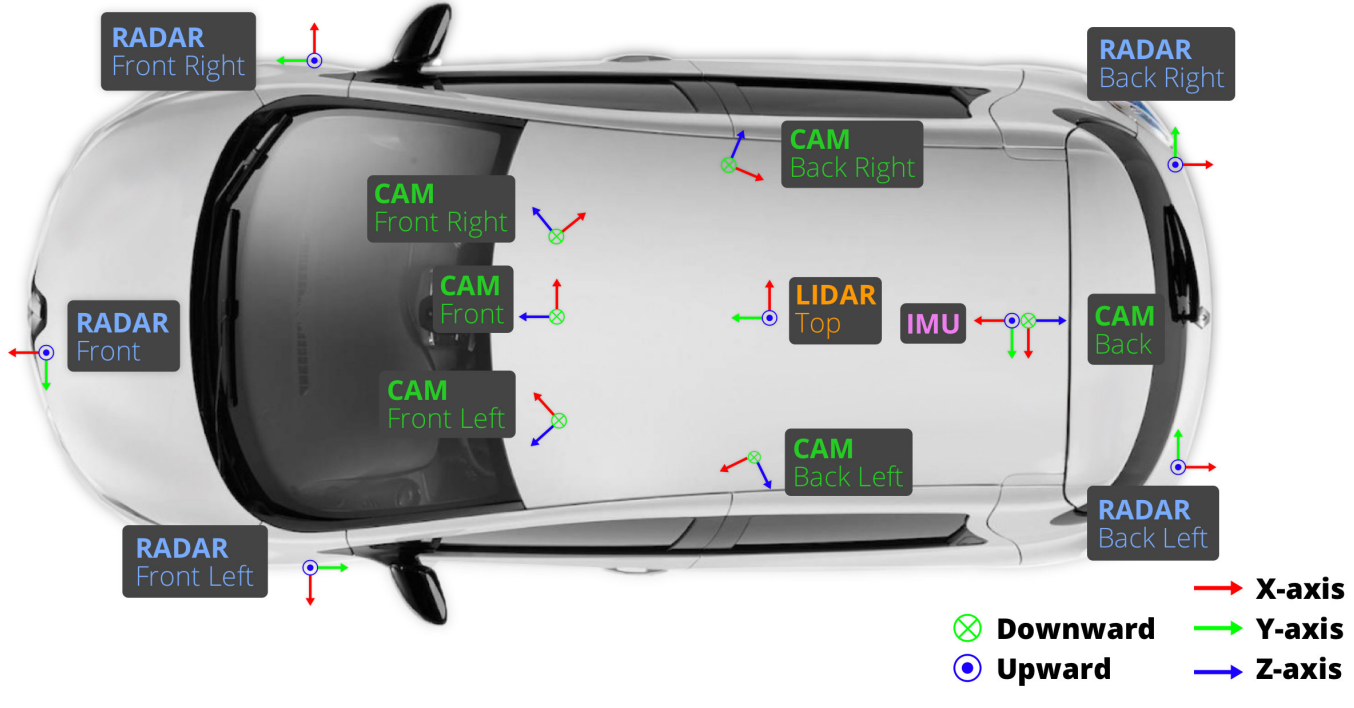 RADAR
Front Right
RADAR
Back Right
CAM
Back Right
CAM
Front Right
CAM
Front
LIDAR
Top
IMU
CAM
Back
RADAR
Front
CAM
Front Left
CAM
Back Left
RADAR
Back Left
RADAR
Front Left
X-axis
Downward
Y-axis
Upward
Z-axis